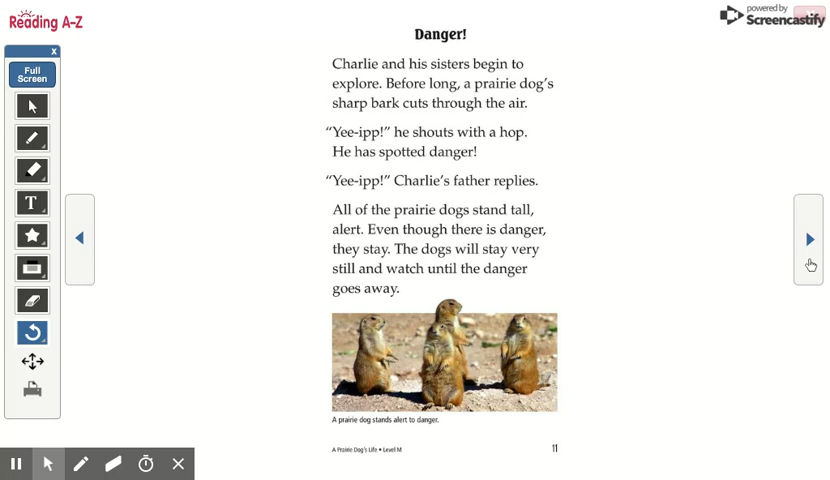 Reading A-Z
powered by
Screencastify
X
Full
Screen
T
Danger!
Charlie and his sisters begin to
explore. Before long, a prairie dog's
sharp bark cuts through the air.
"Yee-ipp!" he shouts with a hop.
He has spotted danger!
"Yee-ipp!" Charlie's father replies.
All of the prairie dogs stand tall,
alert. Even though there is danger,
they stay. The dogs will stay very
still and watch until the danger
goes away.
A prairie dog stands alert to danger.
A Prairie Dog's Life • Level M
11